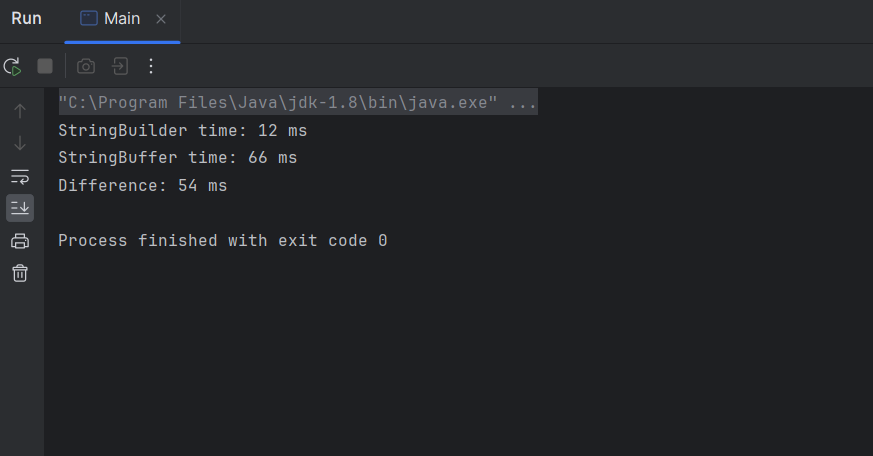 Run Main
"C:\Program Files\Java\jdk-1.8\bin\java.exe" ...
StringBuilder time: 12 ms
StringBuffer time: 66 ms
Difference: 54 ms
Process finished with exit code 0